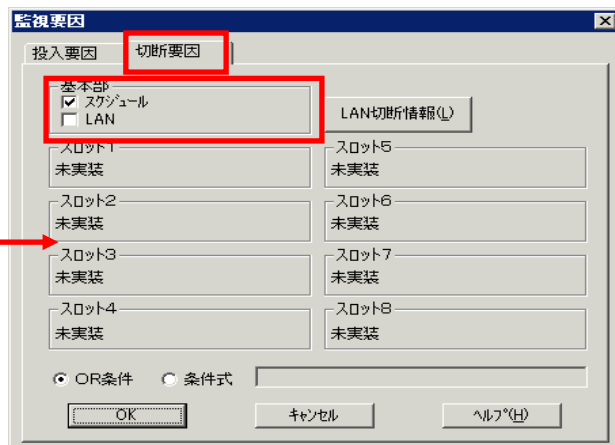 監視要因
投入要因 切断要因
基本部
スケジュール
LAN
LAN切断情報(L)
スロット1
未実装
スロット5
未実装
スロット2
未実装
スロット6
未実装
スロット3
未実装
スロット7
未実装
スロット4
未実装
スロット8
未実装
OR条件 条件式
OK キャンセル ヘルプ(H)